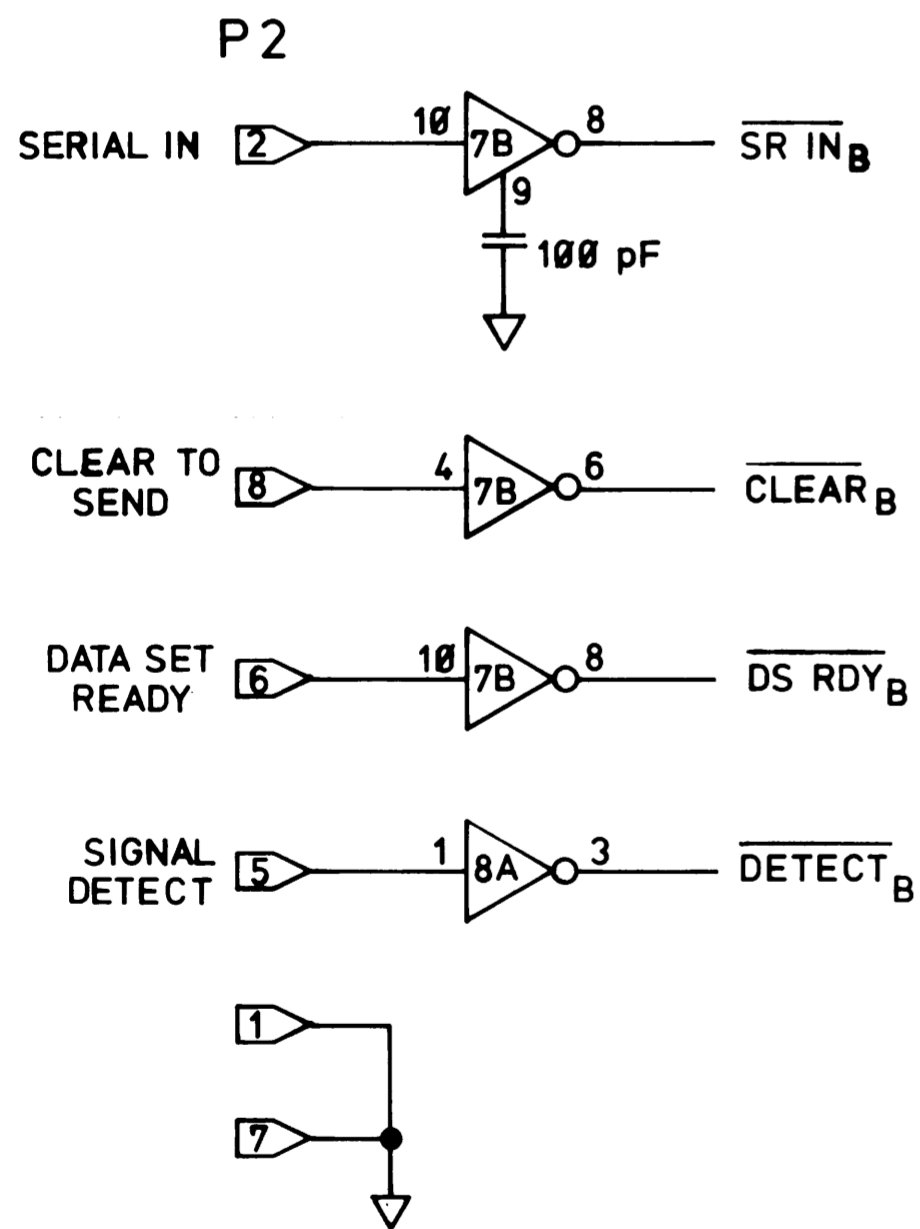 P2
SERIAL IN 2 10 7B 8 SR IN B
9
100 pF
CLEAR TO
SEND
8 4 7B 6 CLEAR B
DATA SET
READY
6 10 7B 8 DS RDY B
SIGNAL
DETECT
5 1 8A 3 DETECT B
1
7